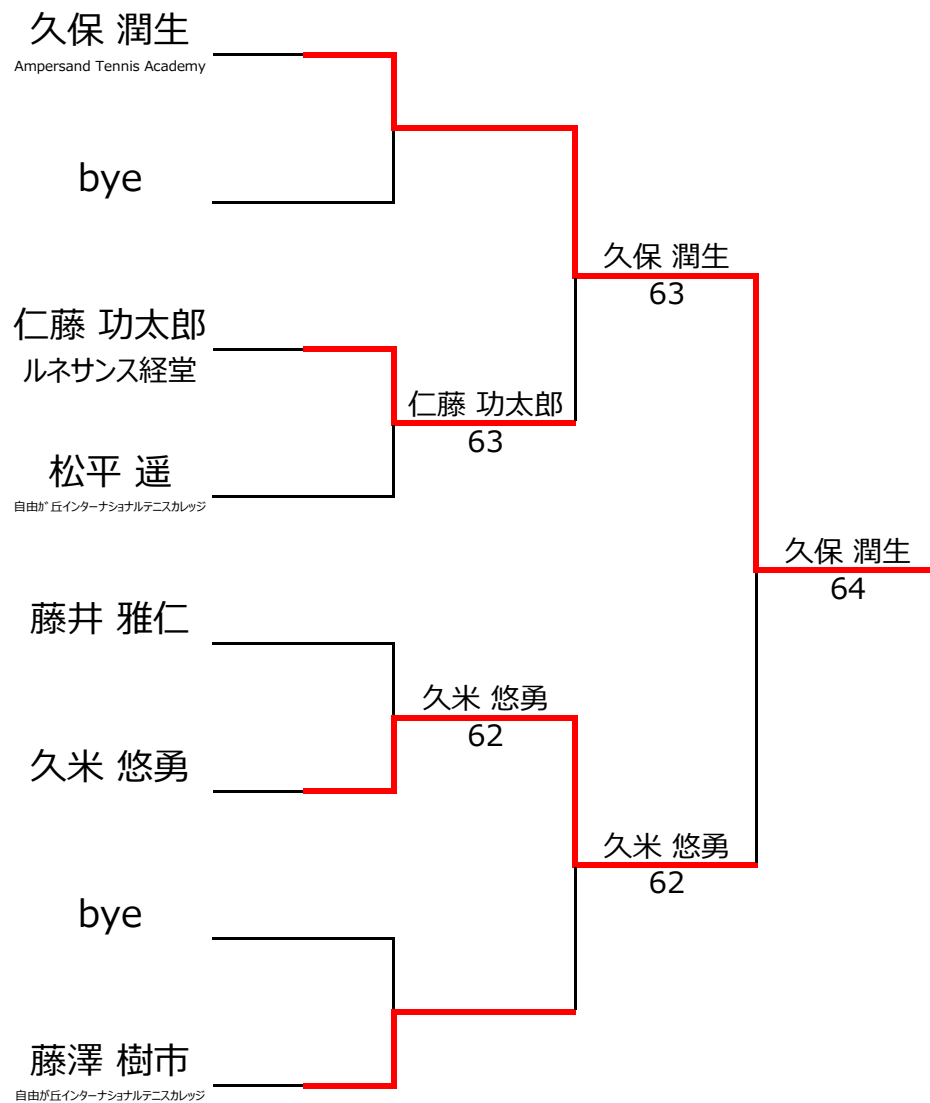 久保 潤生
Ampersand Tennis Academy
bye
仁藤 功太郎
ルネサンス経堂
松平 遥
自由ｶﾞ丘インターナショナルテニスカレッジ
藤井 雅仁
久米 悠勇
bye
藤澤 樹市
自由が丘インターナショナルテニスカレッジ
仁藤 功太郎
63
久米 悠勇
62
久保 潤生
63
久米 悠勇
62
久保 潤生
64